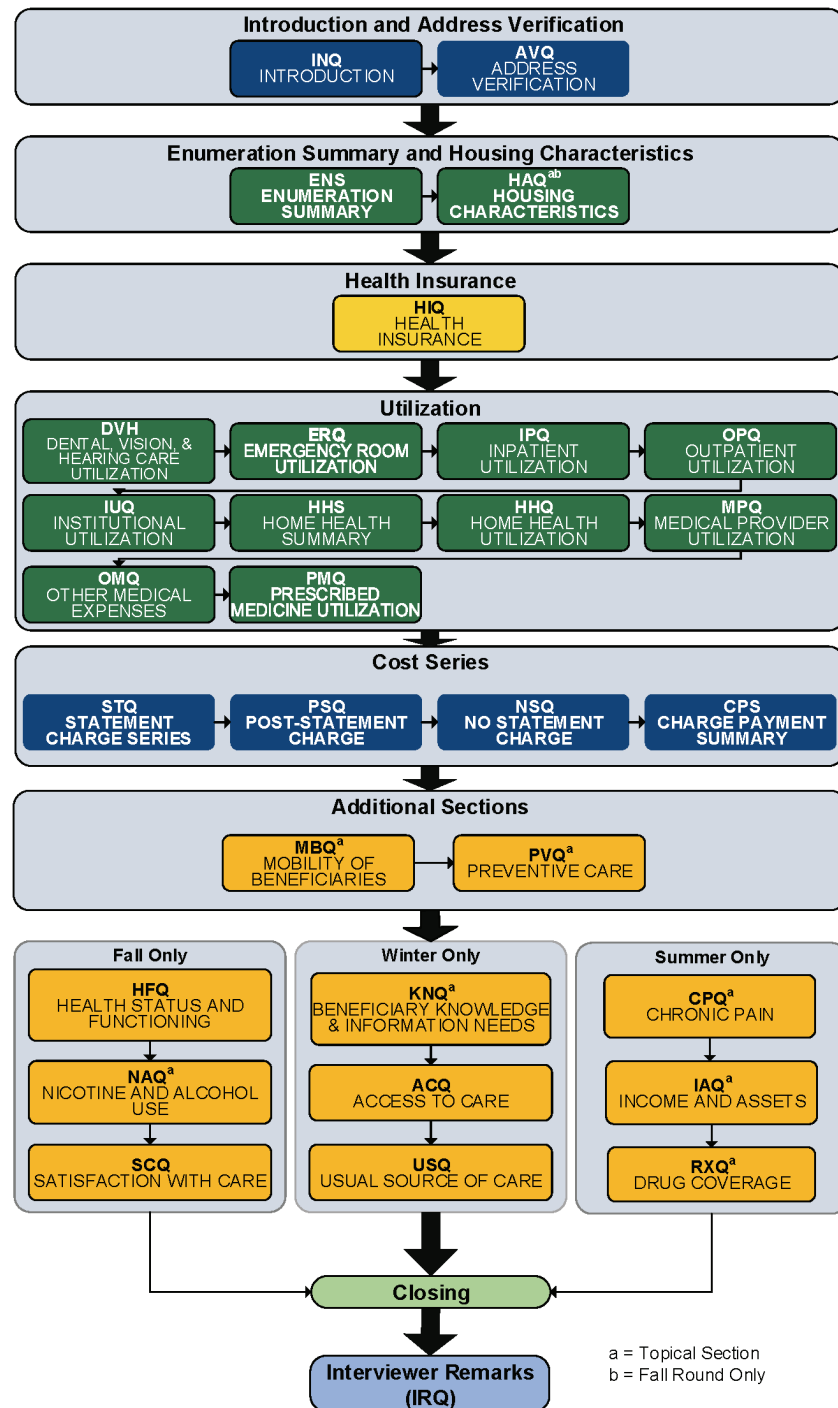 Introduction and Address Verification
INQ
INTRODUCTION
AVQ
ADDRESS
VERIFICATION
Enumeration Summary and Housing Characteristics
ENS
ENUMERATION
SUMMARY
HAQab
HOUSING
CHARACTERISTICS
Health Insurance
HIQ
HEALTH
INSURANCE
Utilization
DVH
DENTAL, VISION, &
HEARING CARE
UTILIZATION
ERQ
EMERGENCY ROOM
UTILIZATION
IPQ
INPATIENT
UTILIZATION
OPQ
OUTPATIENT
UTILIZATION
IUQ
INSTITUTIONAL
UTILIZATION
HHS
HOME HEALTH
SUMMARY
HHQ
HOME HEALTH
UTILIZATION
MPQ
MEDICAL PROVIDER
UTILIZATION
OMQ
OTHER MEDICAL
EXPENSES
PMQ
PRESCRIBED
MEDICINE UTILIZATION
Cost Series
STQ
STATEMENT
CHARGE SERIES
PSQ
POST-STATEMENT
CHARGE
NSQ
NO STATEMENT
CHARGE
CPS
CHARGE PAYMENT
SUMMARY
Additional Sections
MBQa
MOBILITY OF
BENEFICIARIES
PVQa
PREVENTIVE CARE
Fall Only
HFQ
HEALTH STATUS AND
FUNCTIONING
NAQa
NICOTINE AND ALCOHOL
USE
SCQ
SATISFACTION WITH CARE
Winter Only
KNQa
BENEFICIARY KNOWLEDGE
& INFORMATION NEEDS
ACQ
ACCESS TO CARE
USQ
USUAL SOURCE OF CARE
Summer Only
CPQa
CHRONIC PAIN
IAQa
INCOME AND ASSETS
RXQa
DRUG COVERAGE
Closing
Interviewer Remarks
(IRQ)
a = Topical Section
b = Fall Round Only